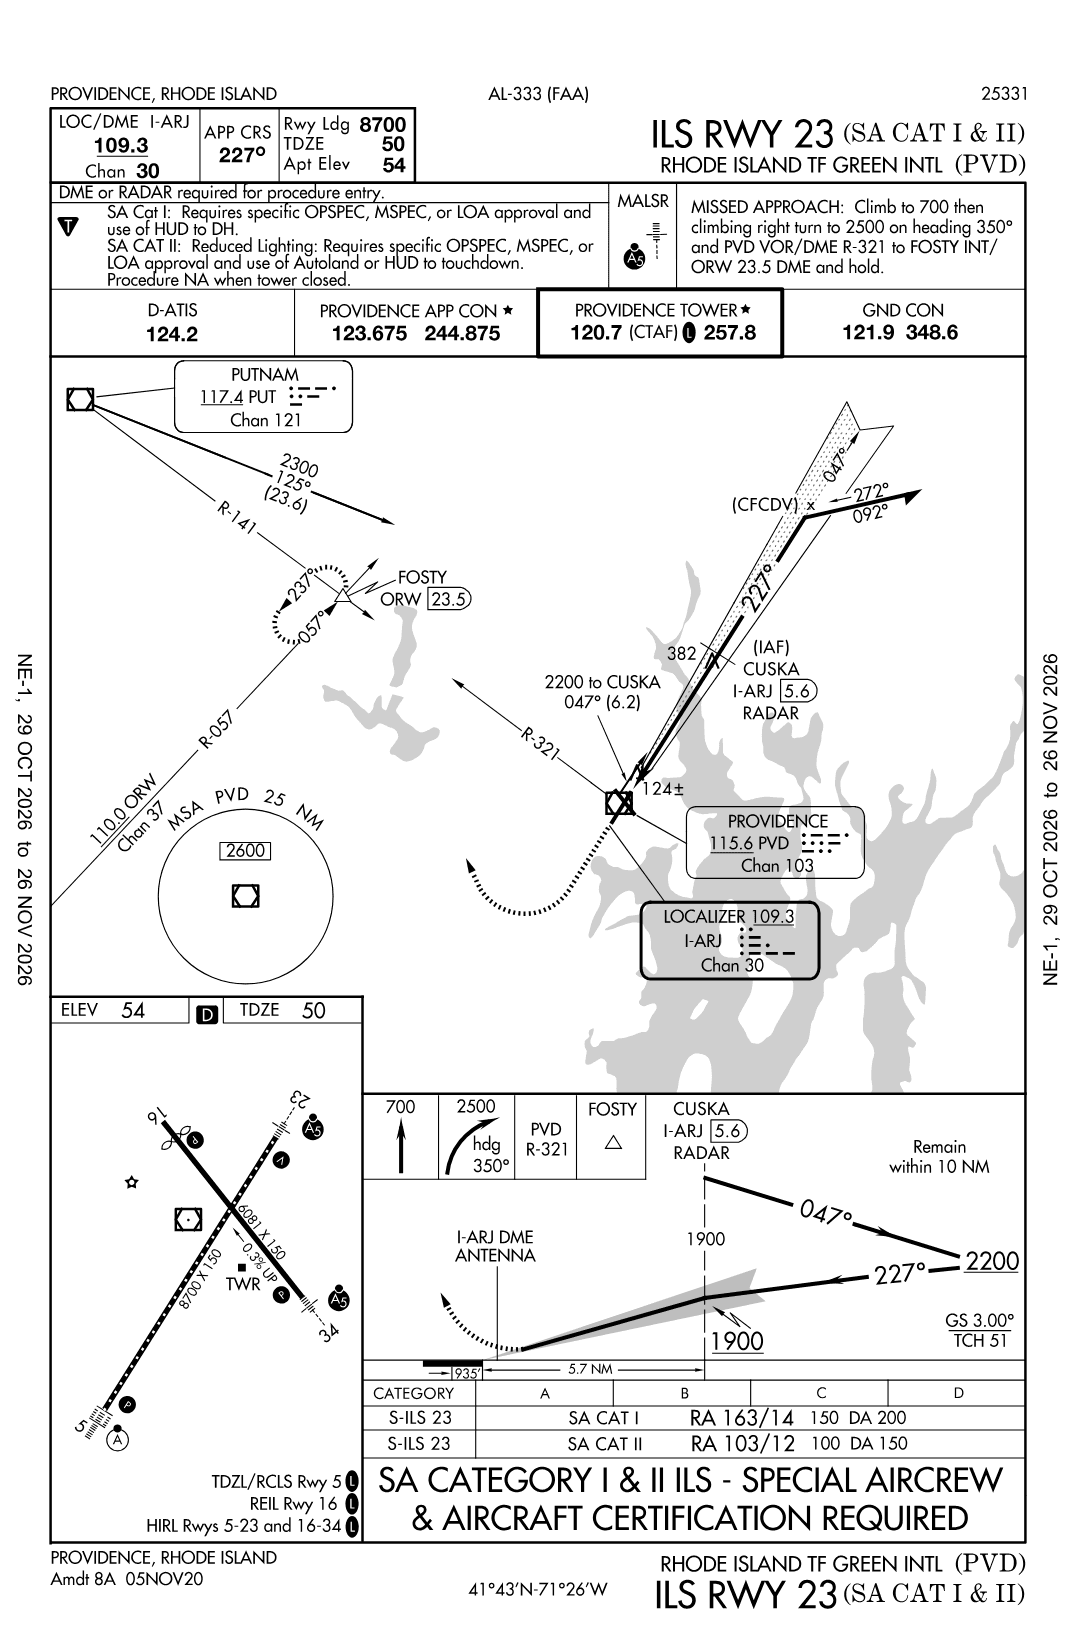 PROVIDENCE, RHODE ISLAND
AL-333 (FAA)
25331
LOC/DME I-ARJ
109.3
Chan 30
APP CRS
227°
Rwy Ldg 8700
TDZE 50
Apt Elev 54
ILS RWY 23 (SA CAT I & II)
RHODE ISLAND TF GREEN INTL (PVD)
DME or RADAR required for procedure entry.
T
SA Cat I: Requires specific OPSPEC, MSPEC, or LOA approval and
use of HUD to DH.
SA CAT II: Reduced Lighting: Requires specific OPSPEC, MSPEC, or
LOA approval and use of Autoland or HUD to touchdown.
Procedure NA when tower closed.
MALSR
A5
MISSED APPROACH: Climb to 700 then
climbing right turn to 2500 on heading 350°
and PVD VOR/DME R-321 to FOSTY INT/
ORW 23.5 DME and hold.
D-ATIS
124.2
PROVIDENCE APP CON ★
123.675 244.875
PROVIDENCE TOWER ★
120.7 (CTAF) L 257.8
GND CON
121.9 348.6
PUTNAM
117.4 PUT
Chan 121
2300
125°
(23.6)
R-141
047°
(CFCDV) x
272°
092°
237°
057°
FOSTY
ORW 23.5
227°
382
(IAF)
CUSKA
I-ARJ 5.6
RADAR
2200 to CUSKA
047° (6.2)
R-321
R-057
110.0 ORW
Chan 37
124±
MSA PVD 25 NM
2600
PROVIDENCE
115.6 PVD
Chan 103
LOCALIZER 109.3
I-ARJ
Chan 30
NE-1, 29 OCT 2026 to 26 NOV 2026
NE-1, 29 OCT 2026 to 26 NOV 2026
ELEV 54
D
TDZE 50
16
23
P
A5
V
6081 X 150
0.3% UP
8700 X 150
TWR
P
A5
34
P
5
A
TDZL/RCLS Rwy 5 L
REIL Rwy 16 L
HIRL Rwys 5-23 and 16-34 L
700
2500
hdg
350°
PVD
R-321
FOSTY
CUSKA
I-ARJ 5.6
RADAR
Remain
within 10 NM
047°
I-ARJ DME
ANTENNA
1900
2200
227°
1900
GS 3.00°
TCH 51
935'
5.7 NM
CATEGORY A B C D
S-ILS 23 SA CAT I RA 163/14 150 DA 200
S-ILS 23 SA CAT II RA 103/12 100 DA 150
SA CATEGORY I & II ILS - SPECIAL AIRCREW
& AIRCRAFT CERTIFICATION REQUIRED
PROVIDENCE, RHODE ISLAND
Amdt 8A 05NOV20
41°43'N-71°26'W
RHODE ISLAND TF GREEN INTL (PVD)
ILS RWY 23 (SA CAT I & II)